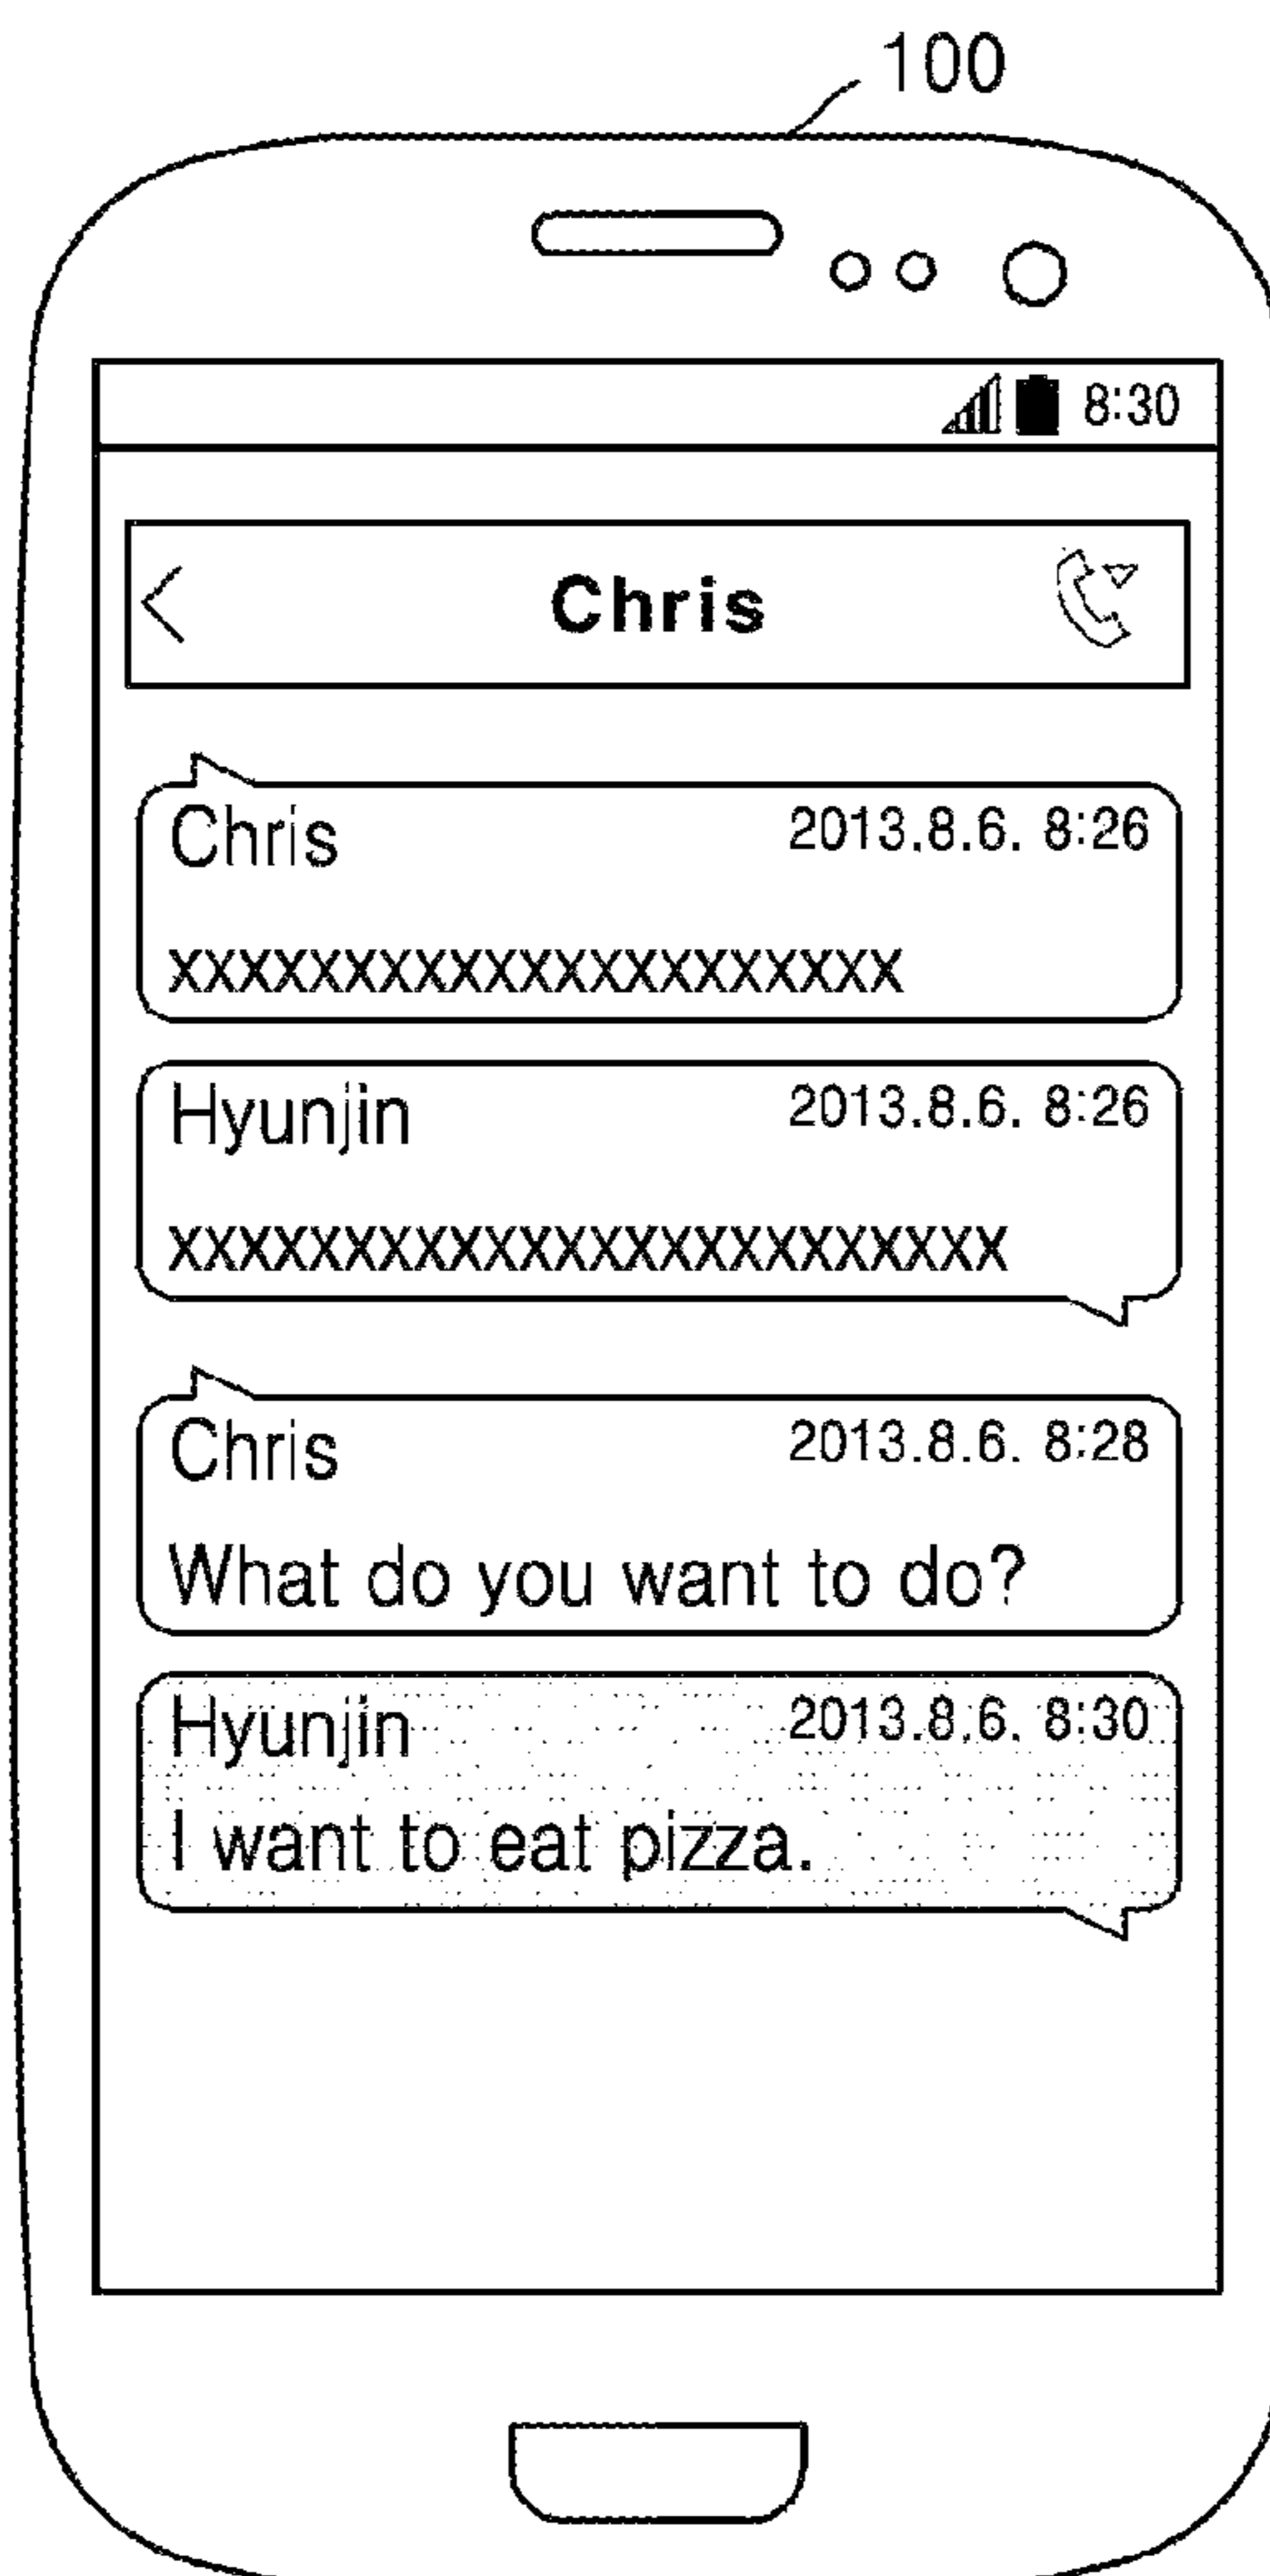 100
8:30
Chris
Chris 2013.8.6. 8:26
xxxxxxxxxxxxxxxxxxxxx
Hyunjin 2013.8.6. 8:26
xxxxxxxxxxxxxxxxxxxxxxxx
Chris 2013.8.6. 8:28
What do you want to do?
Hyunjin 2013.8.6. 8:30
I want to eat pizza.